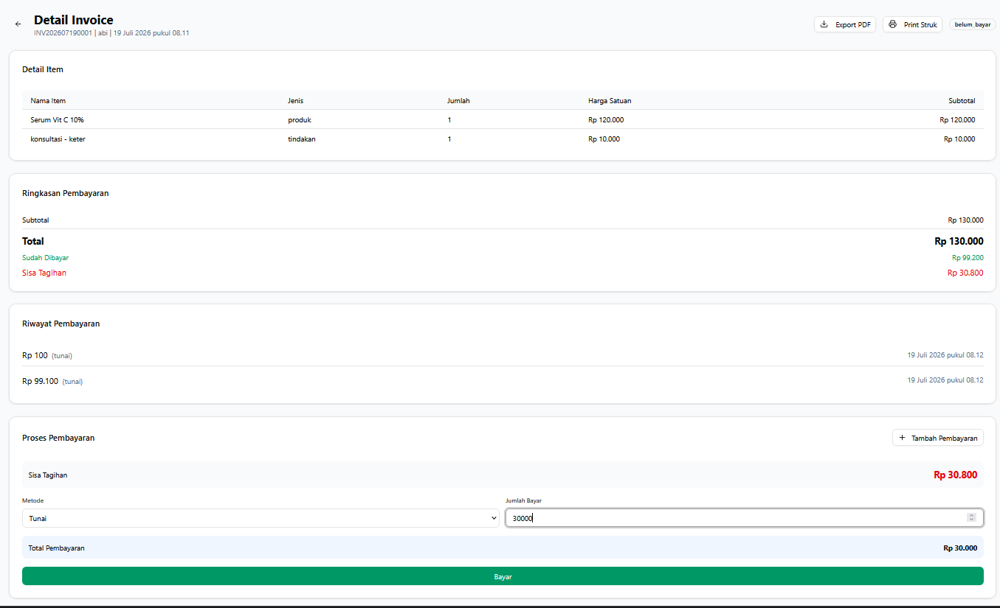 Detail Invoice
INV202607190001 | abi | 19 Juli 2026 pukul 08.11
Export PDF
Print Struk
belum_bayar
Detail Item
Nama Item Jenis Jumlah Harga Satuan Subtotal
Serum Vit C 10% produk 1 Rp 120.000 Rp 120.000
konsultasi - keter tindakan 1 Rp 10.000 Rp 10.000
Ringkasan Pembayaran
Subtotal Rp 130.000
Total Rp 130.000
Sudah Dibayar Rp 99.200
Sisa Tagihan Rp 30.800
Riwayat Pembayaran
Rp 100 (tunai) 19 Juli 2026 pukul 08.12
Rp 99.100 (tunai) 19 Juli 2026 pukul 08.12
Proses Pembayaran
+ Tambah Pembayaran
Sisa Tagihan Rp 30.800
Metode Jumlah Bayar
Tunai 30000
Total Pembayaran Rp 30.000
Bayar